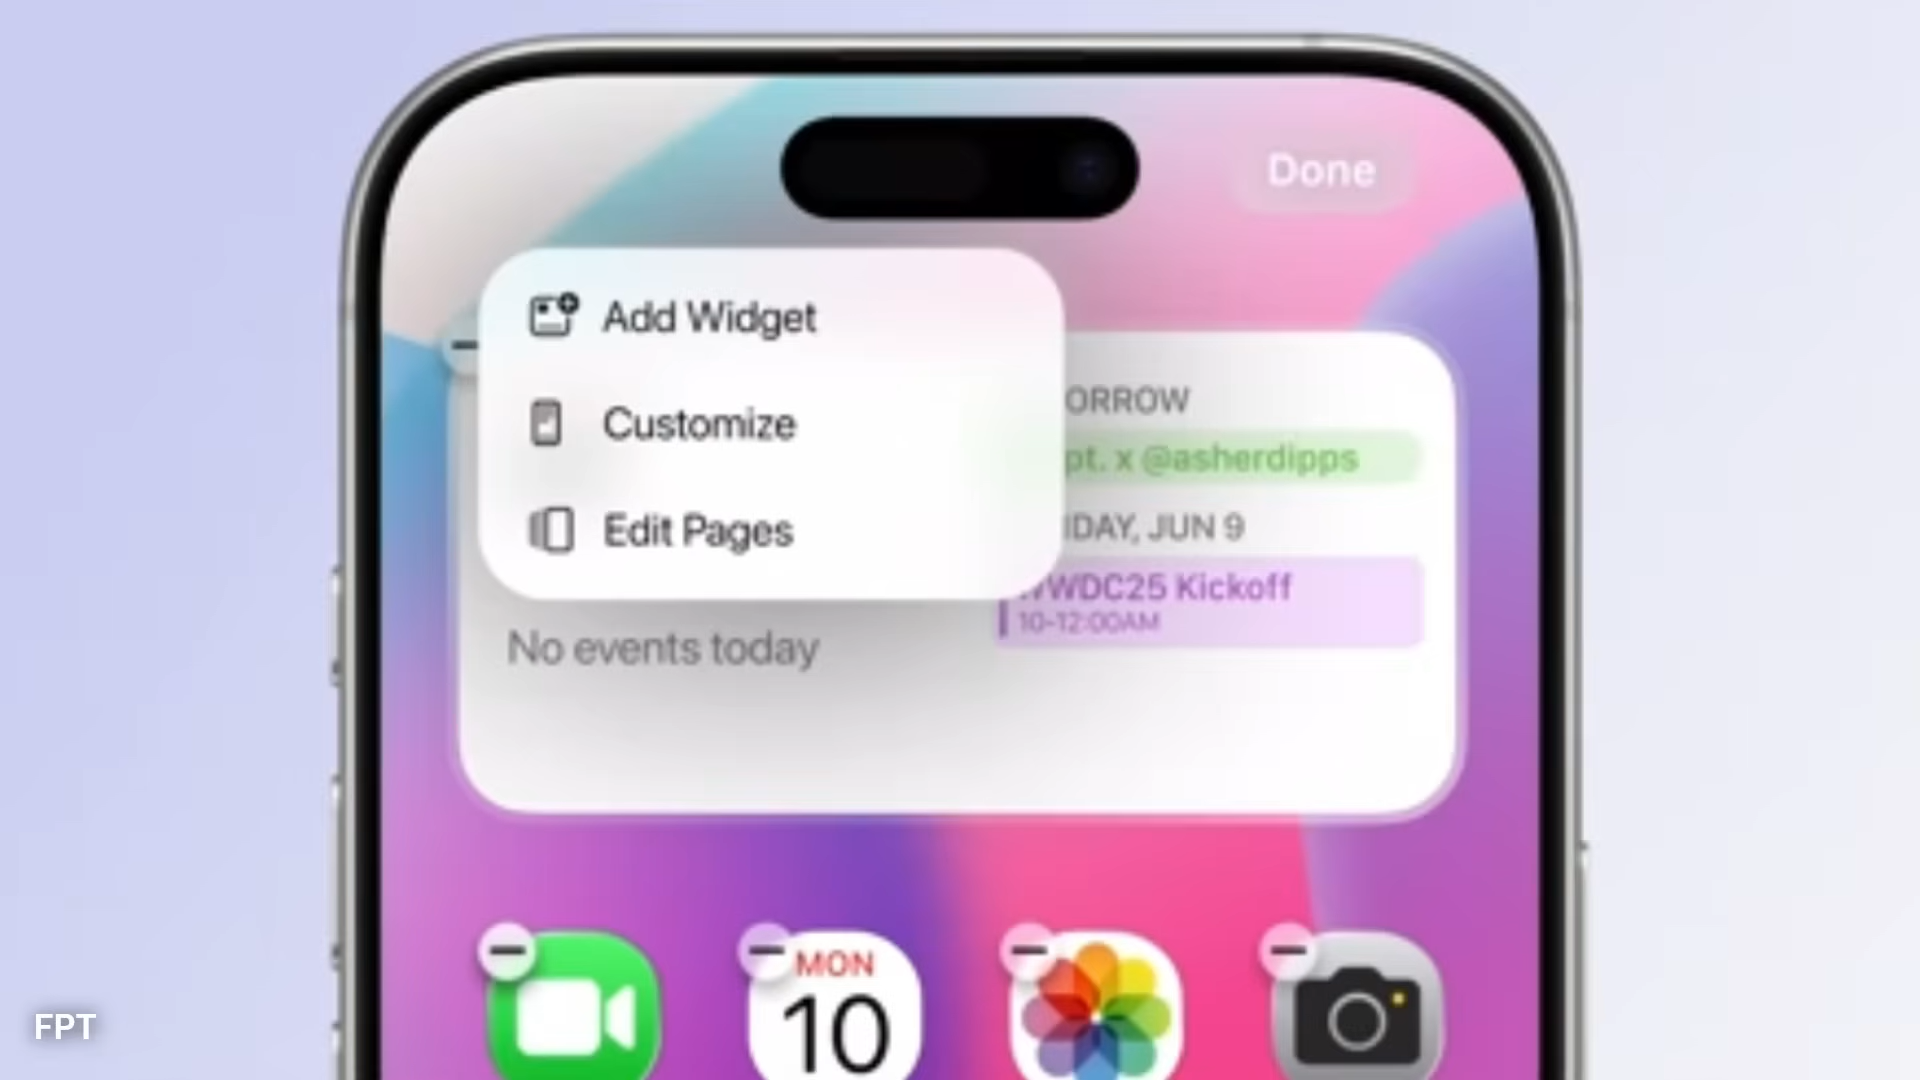 Done
Add Widget
Customize
Edit Pages
ORROW
pt. x @asherdipps
IDAY, JUN 9
WDC25 Kickoff
10-12:00AM
No events today
MON
10
FPT